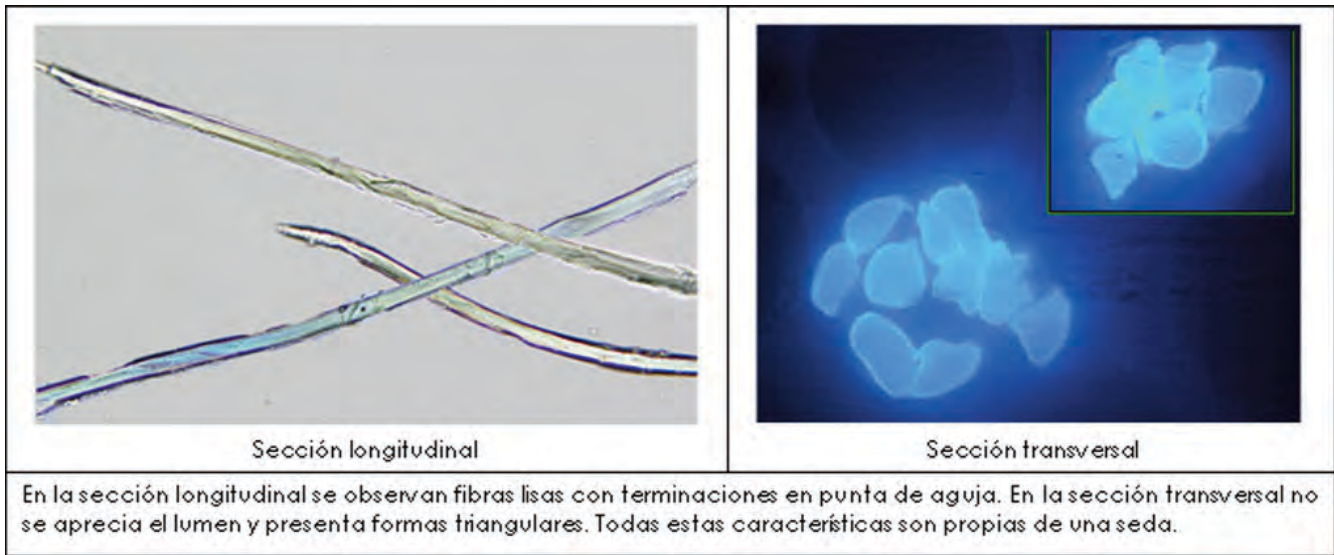 Sección longitudinal
Sección transversal
En la sección longitudinal se observan fibras lisas con terminaciones en punta de aguja. En la sección transversal no
se aprecia el lumen y presenta formas triangulares. Todas estas características son propias de una seda.